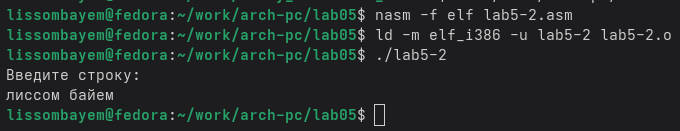 lissombayem@fedora:~/work/arch-pc/lab05$ nasm -f elf lab5-2.asm
lissombayem@fedora:~/work/arch-pc/lab05$ ld -m elf_i386 -u lab5-2 lab5-2.o
lissombayem@fedora:~/work/arch-pc/lab05$ ./lab5-2
Введите строку:
лиссом байем
lissombayem@fedora:~/work/arch-pc/lab05$